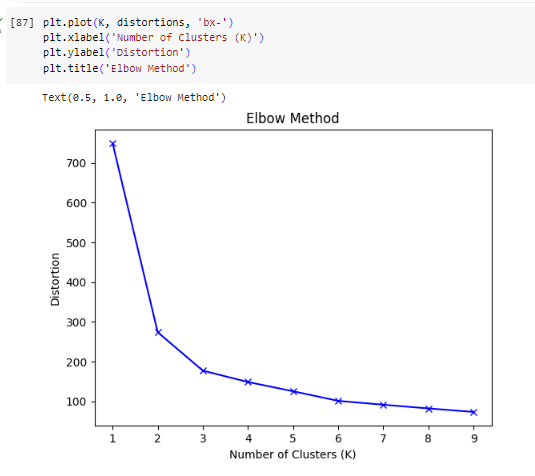 [87] plt.plot(K, distortions, 'bx-')
plt.xlabel('Number of Clusters (K)')
plt.ylabel('Distortion')
plt.title('Elbow Method')
Text(0.5, 1.0, 'Elbow Method')
Elbow Method
700
600
500
400
300
200
100
Distortion
1 2 3 4 5 6 7 8 9
Number of Clusters (K)